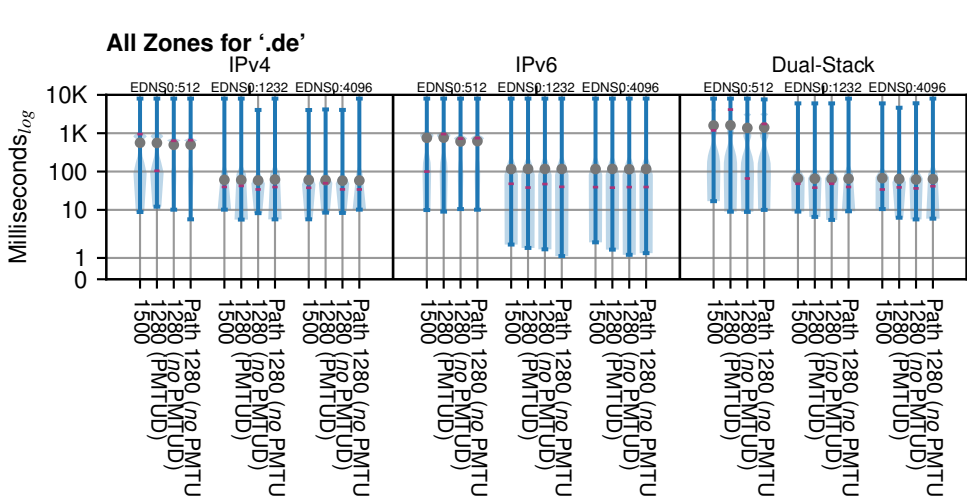 All Zones for ‘.de’
IPv4
IPv6
Dual-Stack
EDNS0:512 EDNS0:1232 EDNS0:4096
EDNS0:512 EDNS0:1232 EDNS0:4096
EDNS0:512 EDNS0:1232 EDNS0:4096
Milliseconds log
10K
1K
100
10
1
0
1500
1280 (PMTUD)
1280 (no PMTUD)
Path 1280 (no PMTU
1500
1280 (PMTUD)
1280 (no PMTUD)
Path 1280 (no PMTU
1500
1280 (PMTUD)
1280 (no PMTUD)
Path 1280 (no PMTU
1500
1280 (PMTUD)
1280 (no PMTUD)
Path 1280 (no PMTU
1500
1280 (PMTUD)
1280 (no PMTUD)
Path 1280 (no PMTU
1500
1280 (PMTUD)
1280 (no PMTUD)
Path 1280 (no PMTU
1500
1280 (PMTUD)
1280 (no PMTUD)
Path 1280 (no PMTU
1500
1280 (PMTUD)
1280 (no PMTUD)
Path 1280 (no PMTU
1500
1280 (PMTUD)
1280 (no PMTUD)
Path 1280 (no PMTU